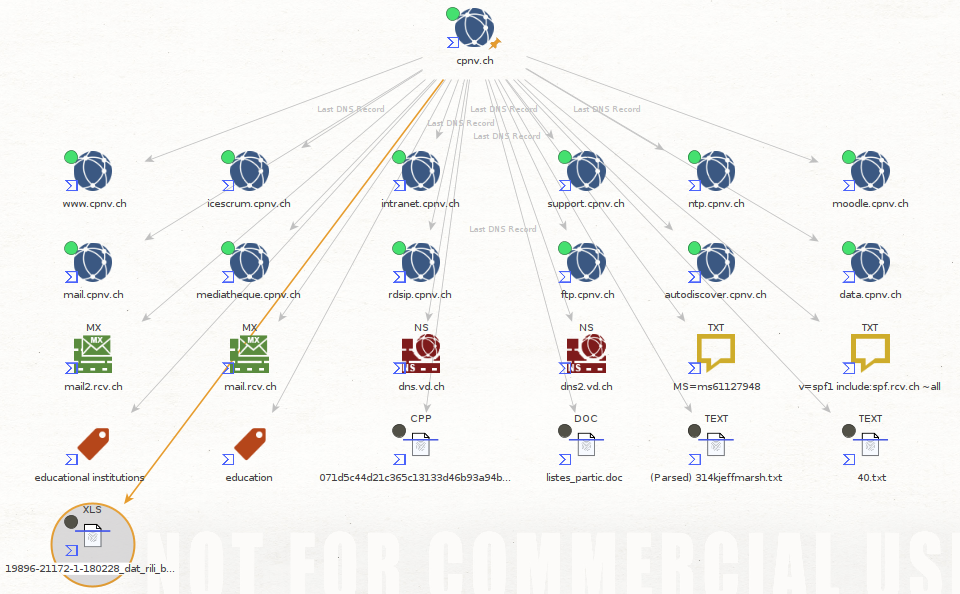 cpnv.ch
Last DNS Record
Last DNS Record
Last DNS Record
Last DNS Record
Last DNS Record
www.cpnv.ch
icescrum.cpnv.ch
intranet.cpnv.ch
support.cpnv.ch
ntp.cpnv.ch
moodle.cpnv.ch
Last DNS Record
mail.cpnv.ch
mediatheque.cpnv.ch
rdsip.cpnv.ch
ftp.cpnv.ch
autodiscover.cpnv.ch
data.cpnv.ch
MX
MX
NS
NS
TXT
TXT
MX
MX
NS
NS
mail2.rcv.ch
mail.rcv.ch
dns.vd.ch
dns2.vd.ch
MS=ms61127948
v=spf1 include:spf.rcv.ch ~all
CPP
DOC
TEXT
TEXT
educational institutions
education
071d5c44d21c365c13133d46b93a94b...
listes_partic.doc
(Parsed) 314kjeffmarsh.txt
40.txt
XLS
19896-21172-1-180228_dat_rili_b...
NOT FOR COMMERCIAL US